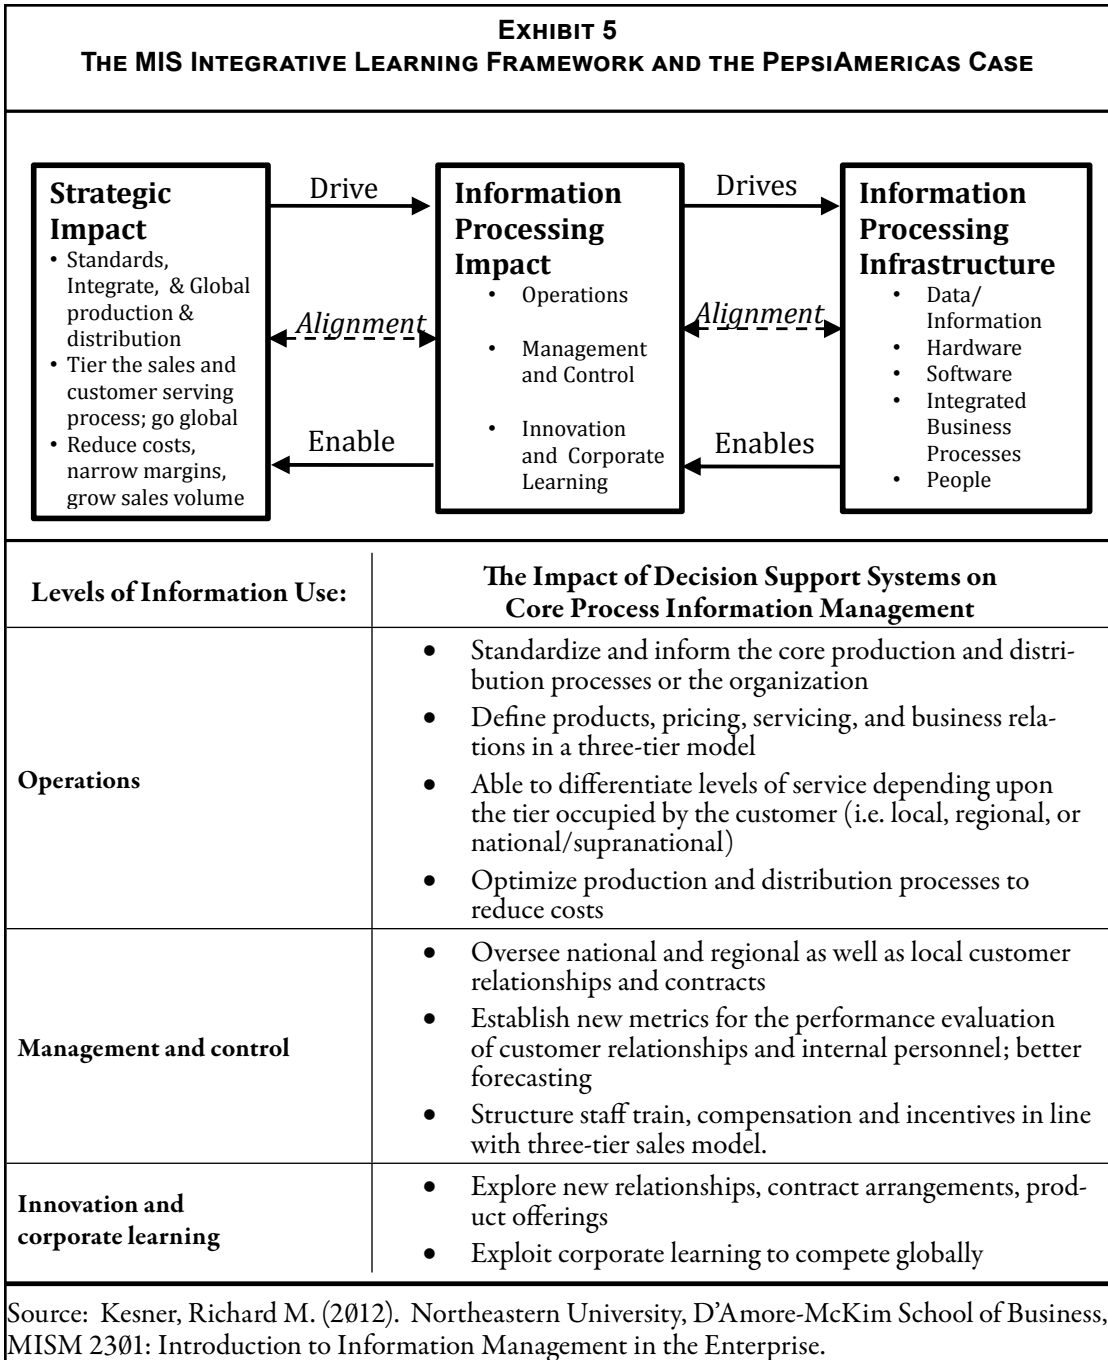 EXHIBIT 5
THE MIS INTEGRATIVE LEARNING FRAMEWORK AND THE PEPSIAMERICAS CASE
Strategic
Impact
• Standards,
Integrate, & Global
production &
distribution
• Tier the sales and
customer serving
process; go global
• Reduce costs,
narrow margins,
grow sales volume
Drive
Alignment
Enable
Information
Processing
Impact
• Operations
• Management
and Control
• Innovation
and Corporate
Learning
Drives
Alignment
Enables
Information
Processing
Infrastructure
• Data/
Information
• Hardware
• Software
• Integrated
Business
Processes
• People
Levels of Information Use:
The Impact of Decision Support Systems on
Core Process Information Management
Operations
• Standardize and inform the core production and distri-
bution processes or the organization
• Define products, pricing, servicing, and business rela-
tions in a three-tier model
• Able to differentiate levels of service depending upon
the tier occupied by the customer (i.e. local, regional, or
national/supranational)
• Optimize production and distribution processes to
reduce costs
Management and control
• Oversee national and regional as well as local customer
relationships and contracts
• Establish new metrics for the performance evaluation
of customer relationships and internal personnel; better
forecasting
• Structure staff train, compensation and incentives in line
with three-tier sales model.
Innovation and
corporate learning
• Explore new relationships, contract arrangements, prod-
uct offerings
• Exploit corporate learning to compete globally
Source: Kesner, Richard M. (2012). Northeastern University, D'Amore-McKim School of Business,
MISM 2301: Introduction to Information Management in the Enterprise.